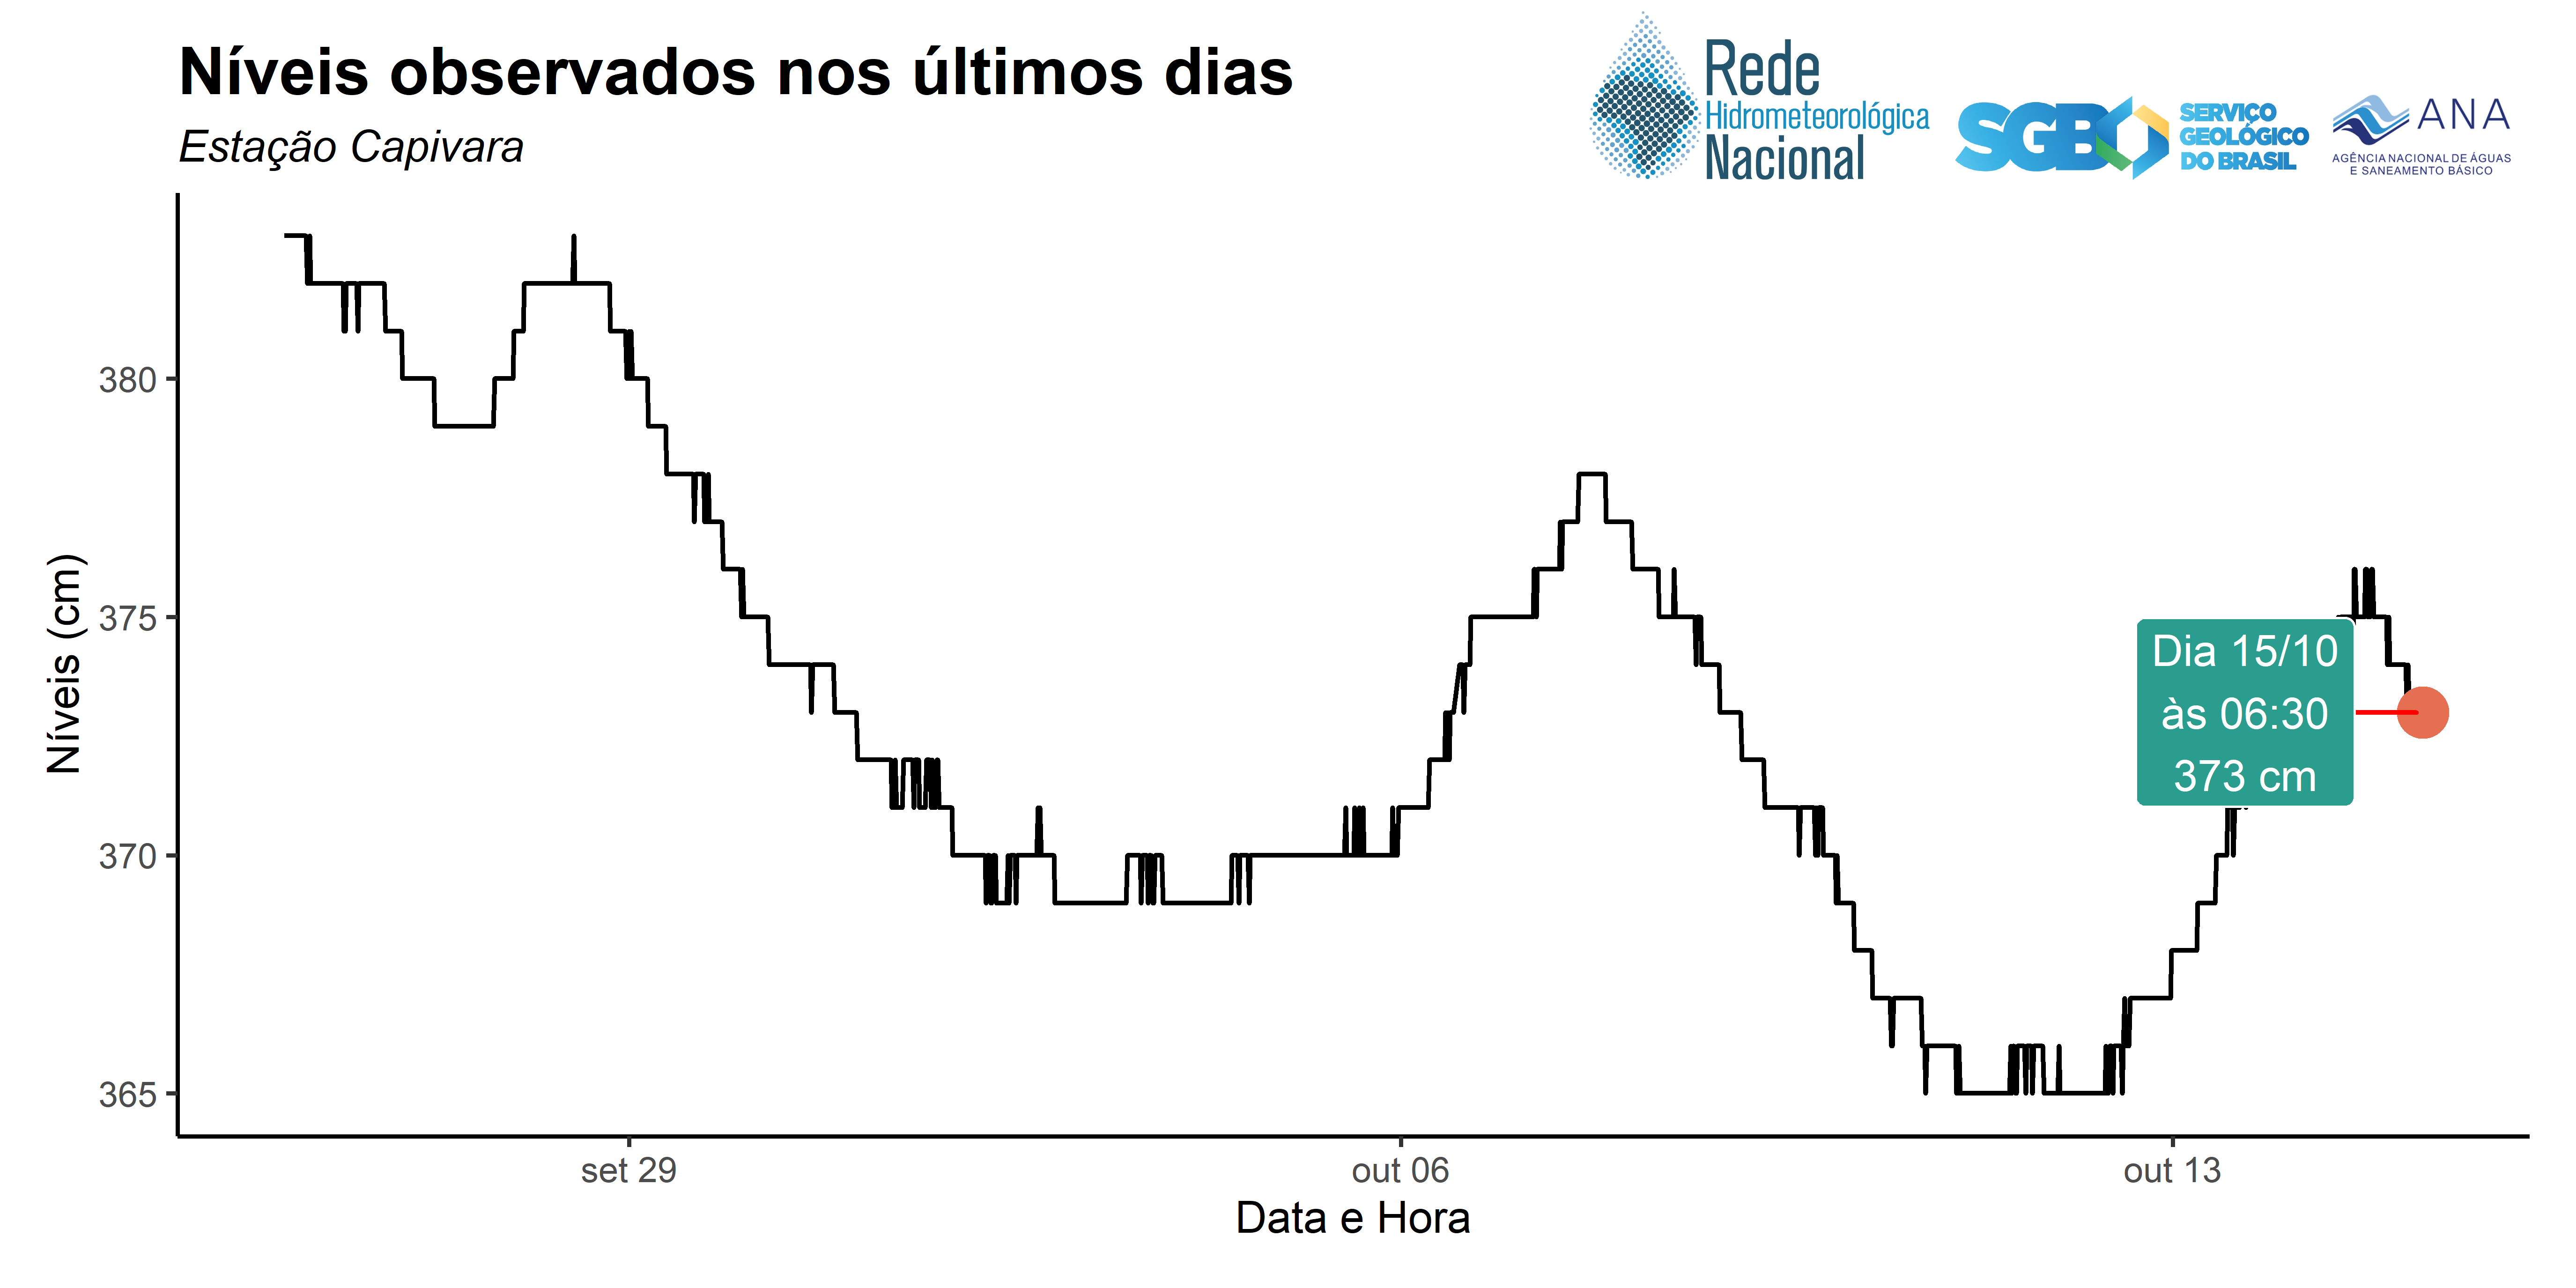 Níveis observados nos últimos dias
Estação Capivara
Rede
Hidrometeorológica
Nacional
SGB
SERVIÇO
GEOLÓGICO
DO BRASIL
ANA
AGÊNCIA NACIONAL DE ÁGUAS
E SANEAMENTO BÁSICO
Níveis (cm)
380
375
370
365
Dia 15/10
às 06:30
373 cm
set 29
out 06
out 13
Data e Hora